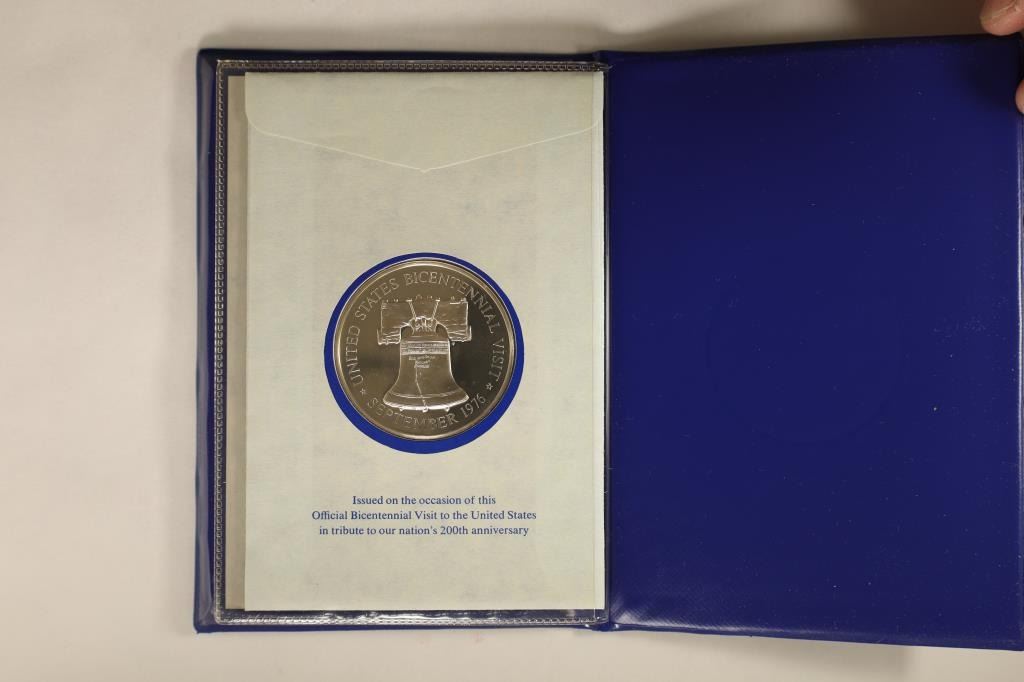 UNITED STATES BICENTENNIAL VISIT
★ SEPTEMBER 1976 ★
Issued on the occasion of this
Official Bicentennial Visit to the United States
in tribute to our nation's 200th anniversary